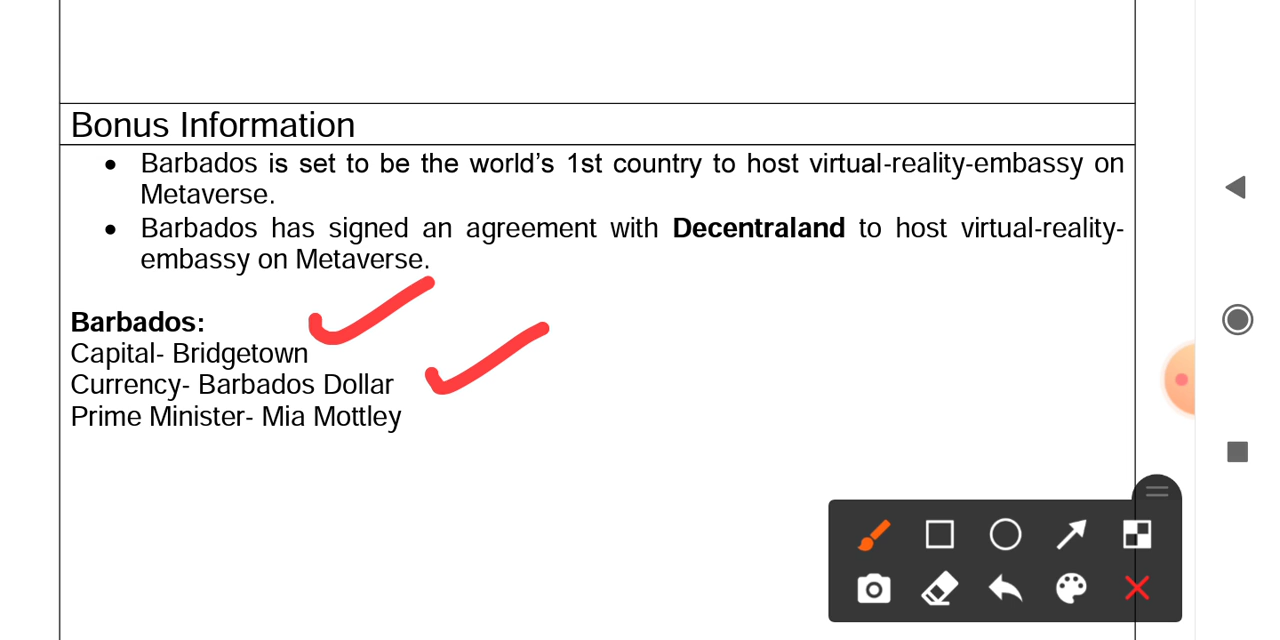 Bonus Information
• Barbados is set to be the world’s 1st country to host virtual-reality-embassy on
Metaverse.
• Barbados has signed an agreement with Decentraland to host virtual-reality-
embassy on Metaverse.
Barbados:
Capital- Bridgetown
Currency- Barbados Dollar
Prime Minister- Mia Mottley